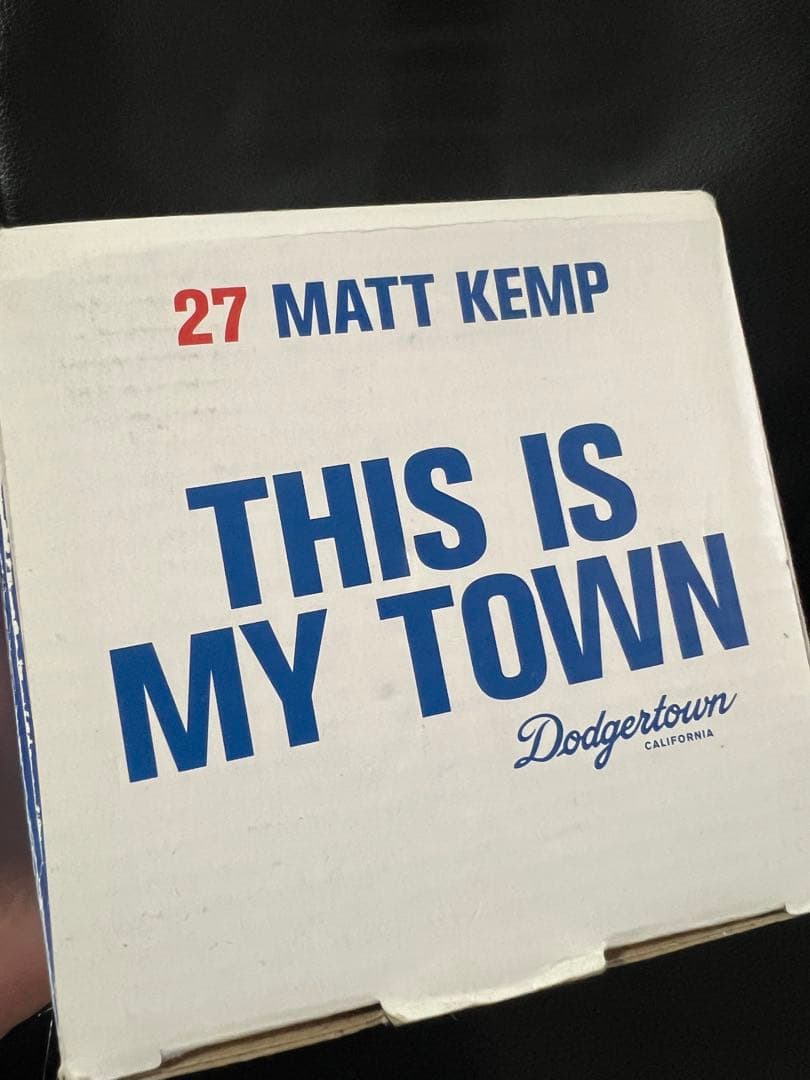 27 MATT KEMP
THIS IS
MY TOWN
Dodgertown
CALIFORNIA